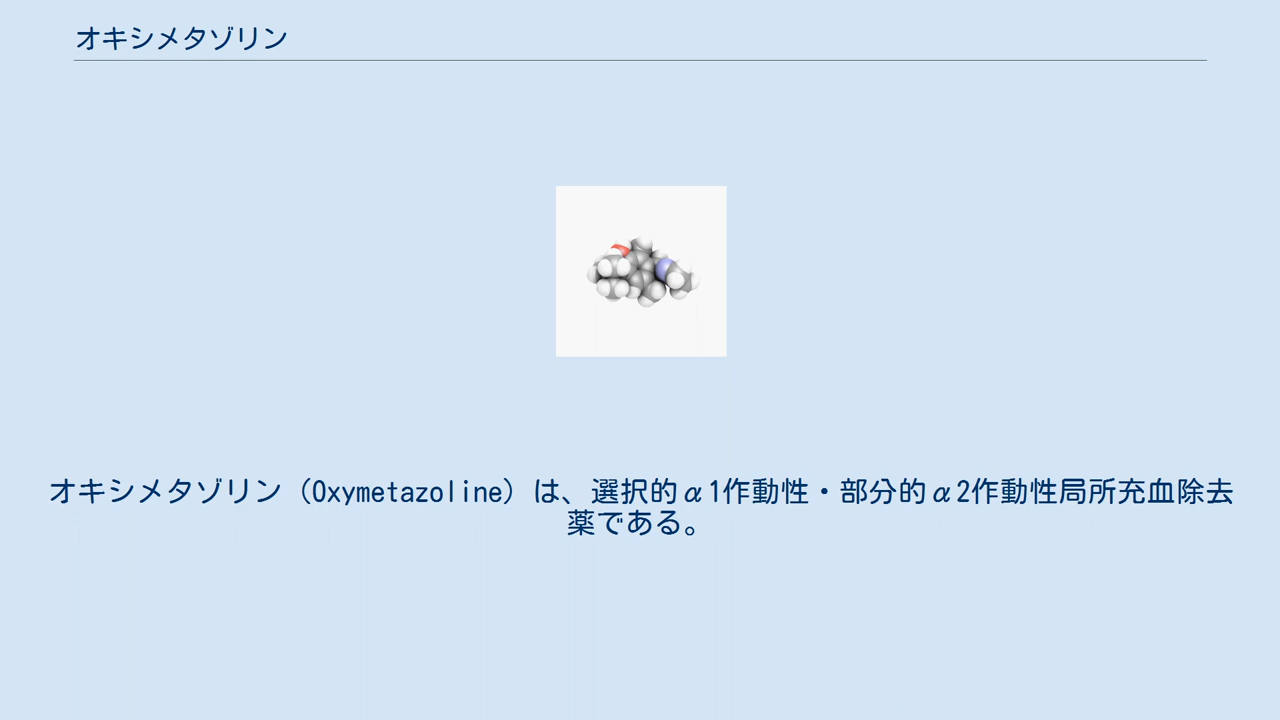 オキシメタゾリン
オキシメタゾリン（Oxymetazoline）は、選択的α1作動性・部分的α2作動性局所充血除去
薬である。